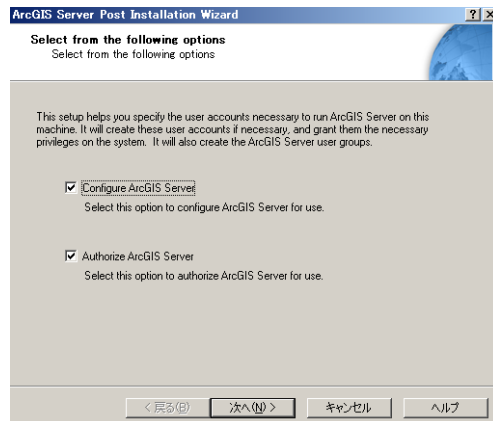 ArcGIS Server Post Installation Wizard
Select from the following options
Select from the following options
This setup helps you specify the user accounts necessary to run ArcGIS Server on this
machine. It will create these user accounts if necessary, and grant them the necessary
privileges on the system. It will also create the ArcGIS Server user groups.
Configure ArcGIS Server
Select this option to configure ArcGIS Server for use.
Authorize ArcGIS Server
Select this option to authorize ArcGIS Server for use.
< 戻る(B) 次へ(N) > キャンセル ヘルプ